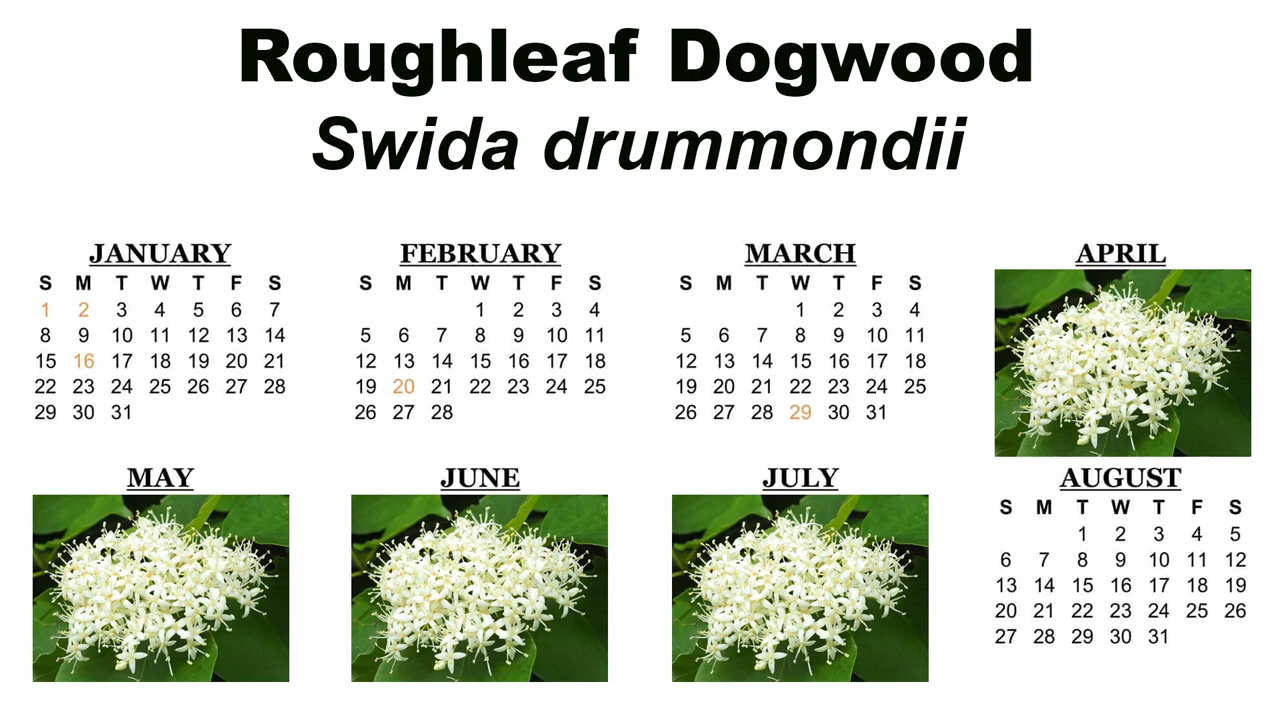 Roughleaf Dogwood
Swida drummondii
JANUARY
S M T W T F S
1 2 3 4 5 6 7
8 9 10 11 12 13 14
15 16 17 18 19 20 21
22 23 24 25 26 27 28
29 30 31
FEBRUARY
S M T W T F S
1 2 3 4
5 6 7 8 9 10 11
12 13 14 15 16 17 18
19 20 21 22 23 24 25
26 27 28
MARCH
S M T W T F S
1 2 3 4
5 6 7 8 9 10 11
12 13 14 15 16 17 18
19 20 21 22 23 24 25
26 27 28 29 30 31
APRIL
MAY
JUNE
JULY
AUGUST
S M T W T F S
1 2 3 4 5
6 7 8 9 10 11 12
13 14 15 16 17 18 19
20 21 22 23 24 25 26
27 28 29 30 31